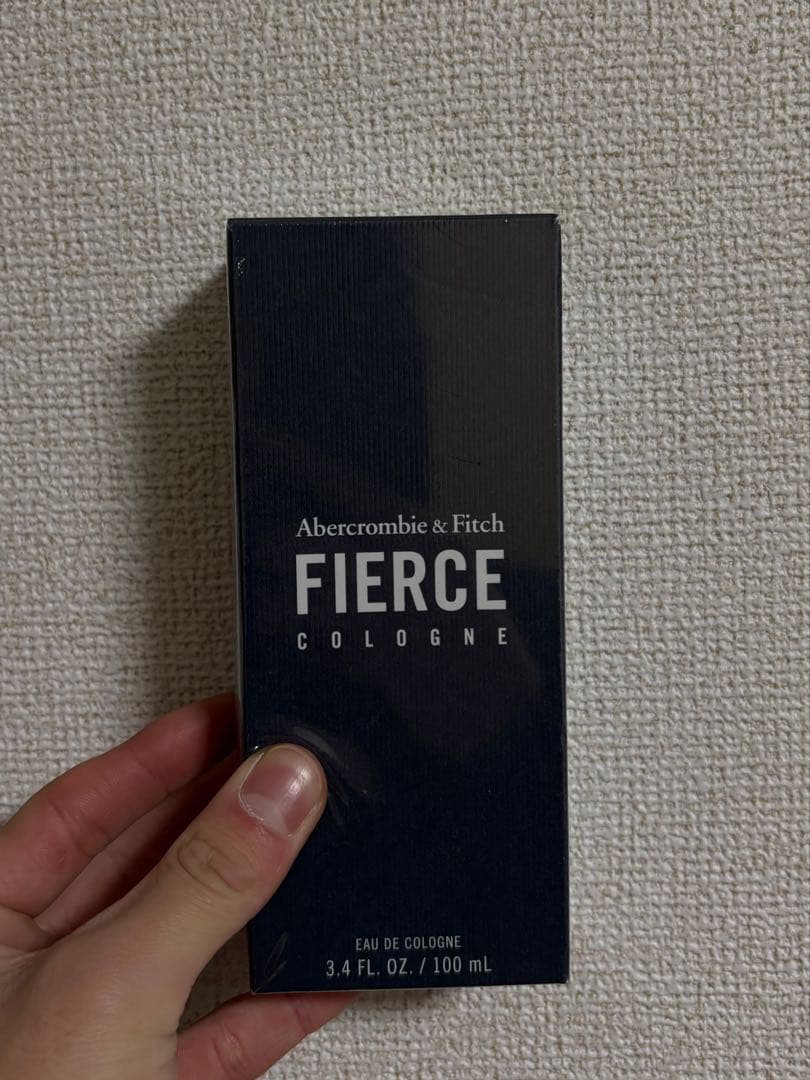 Abercrombie & Fitch
FIERCE
COLOGNE
EAU DE COLOGNE
3.4 FL. OZ. / 100 mL